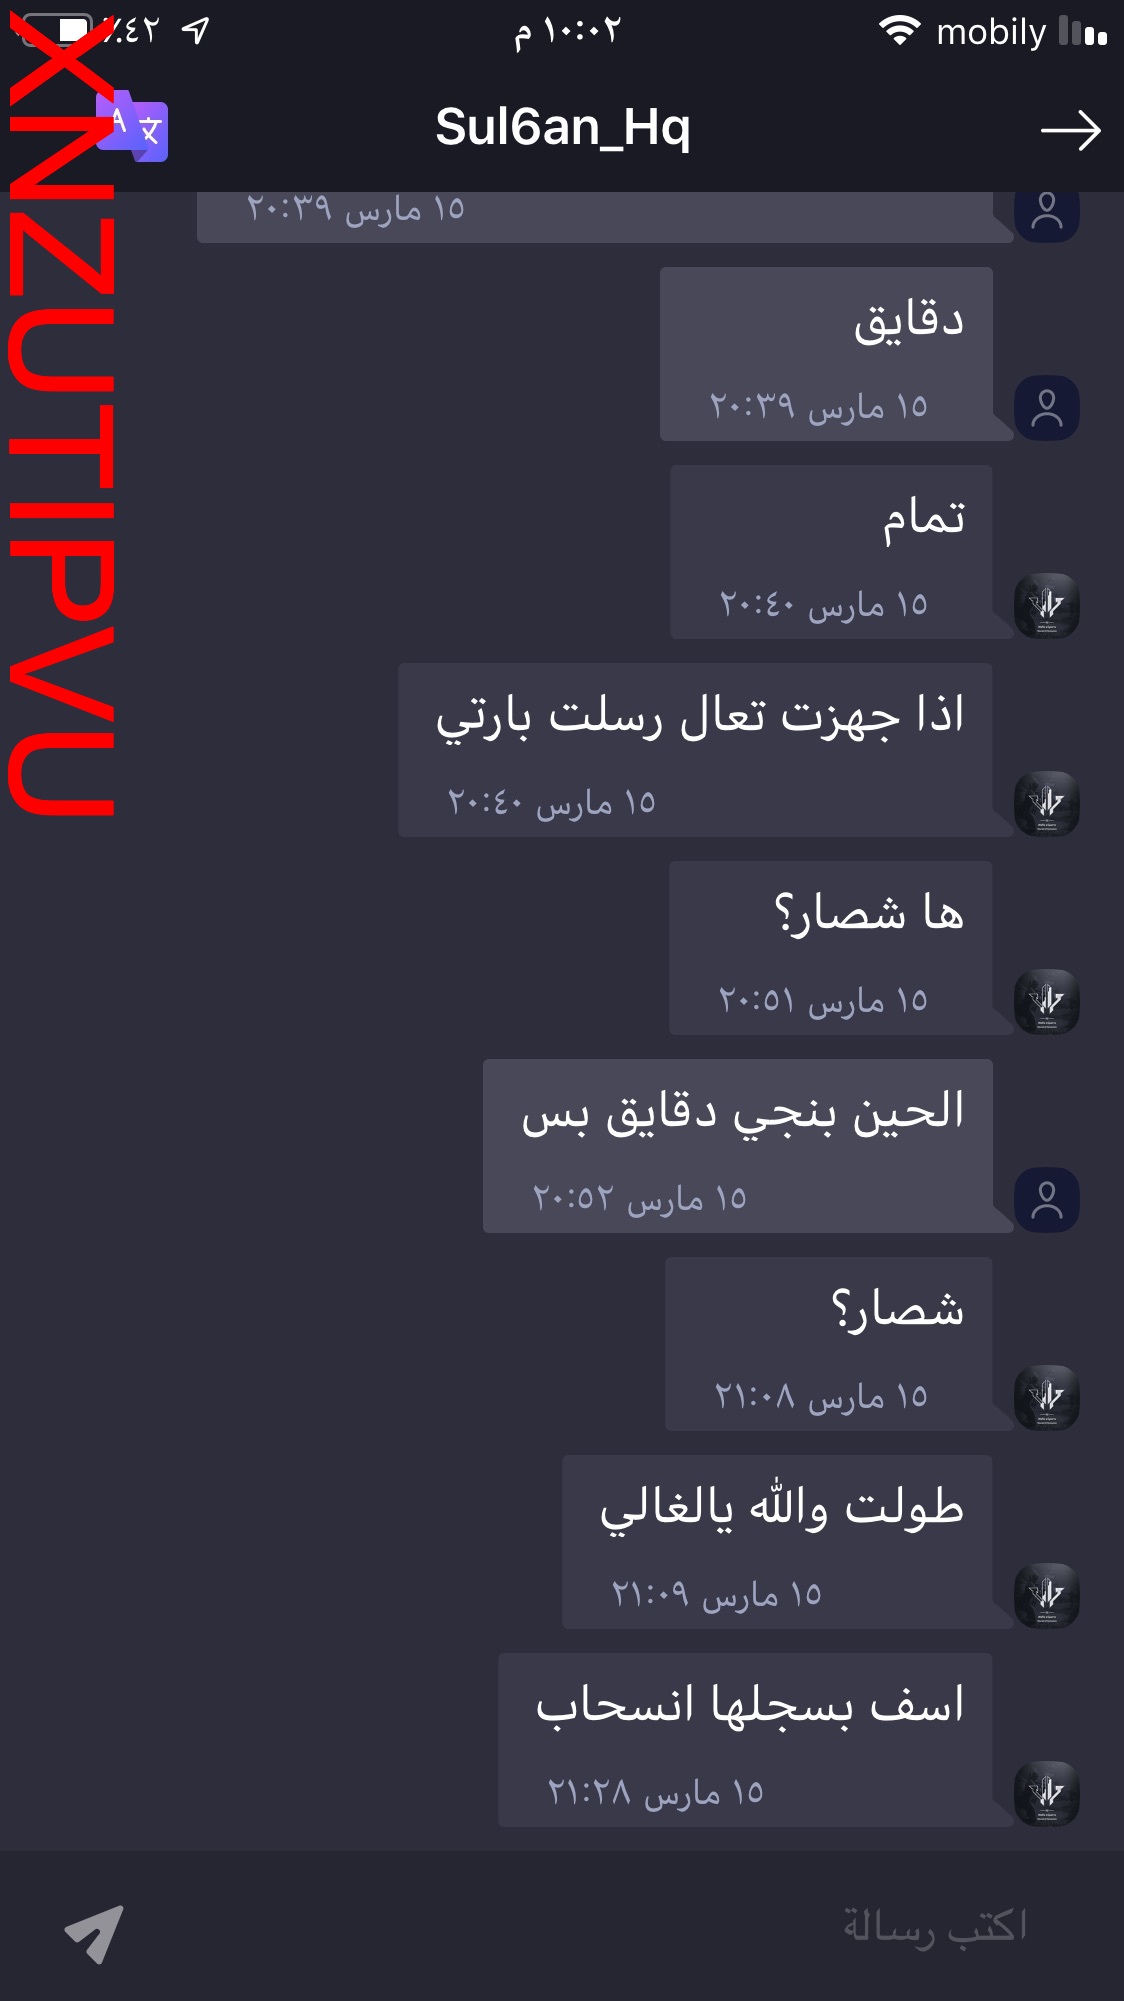 ٪٤٢
١٠:٠٢ م
mobily
Sul6an_Hq
XNZUTIPVU
١٥ مارس ٢٠:٣٩
دقايق
١٥ مارس ٢٠:٣٩
تمام
١٥ مارس ٢٠:٤٠
اذا جهزت تعال رسلت بارتي
١٥ مارس ٢٠:٤٠
ها شصار؟
١٥ مارس ٢٠:٥١
الحين بنجي دقايق بس
١٥ مارس ٢٠:٥٢
شصار؟
١٥ مارس ٢١:٠٨
طولت والله يالغالي
١٥ مارس ٢١:٠٩
اسف بسجلها انسحاب
١٥ مارس ٢١:٢٨
اكتب رسالة